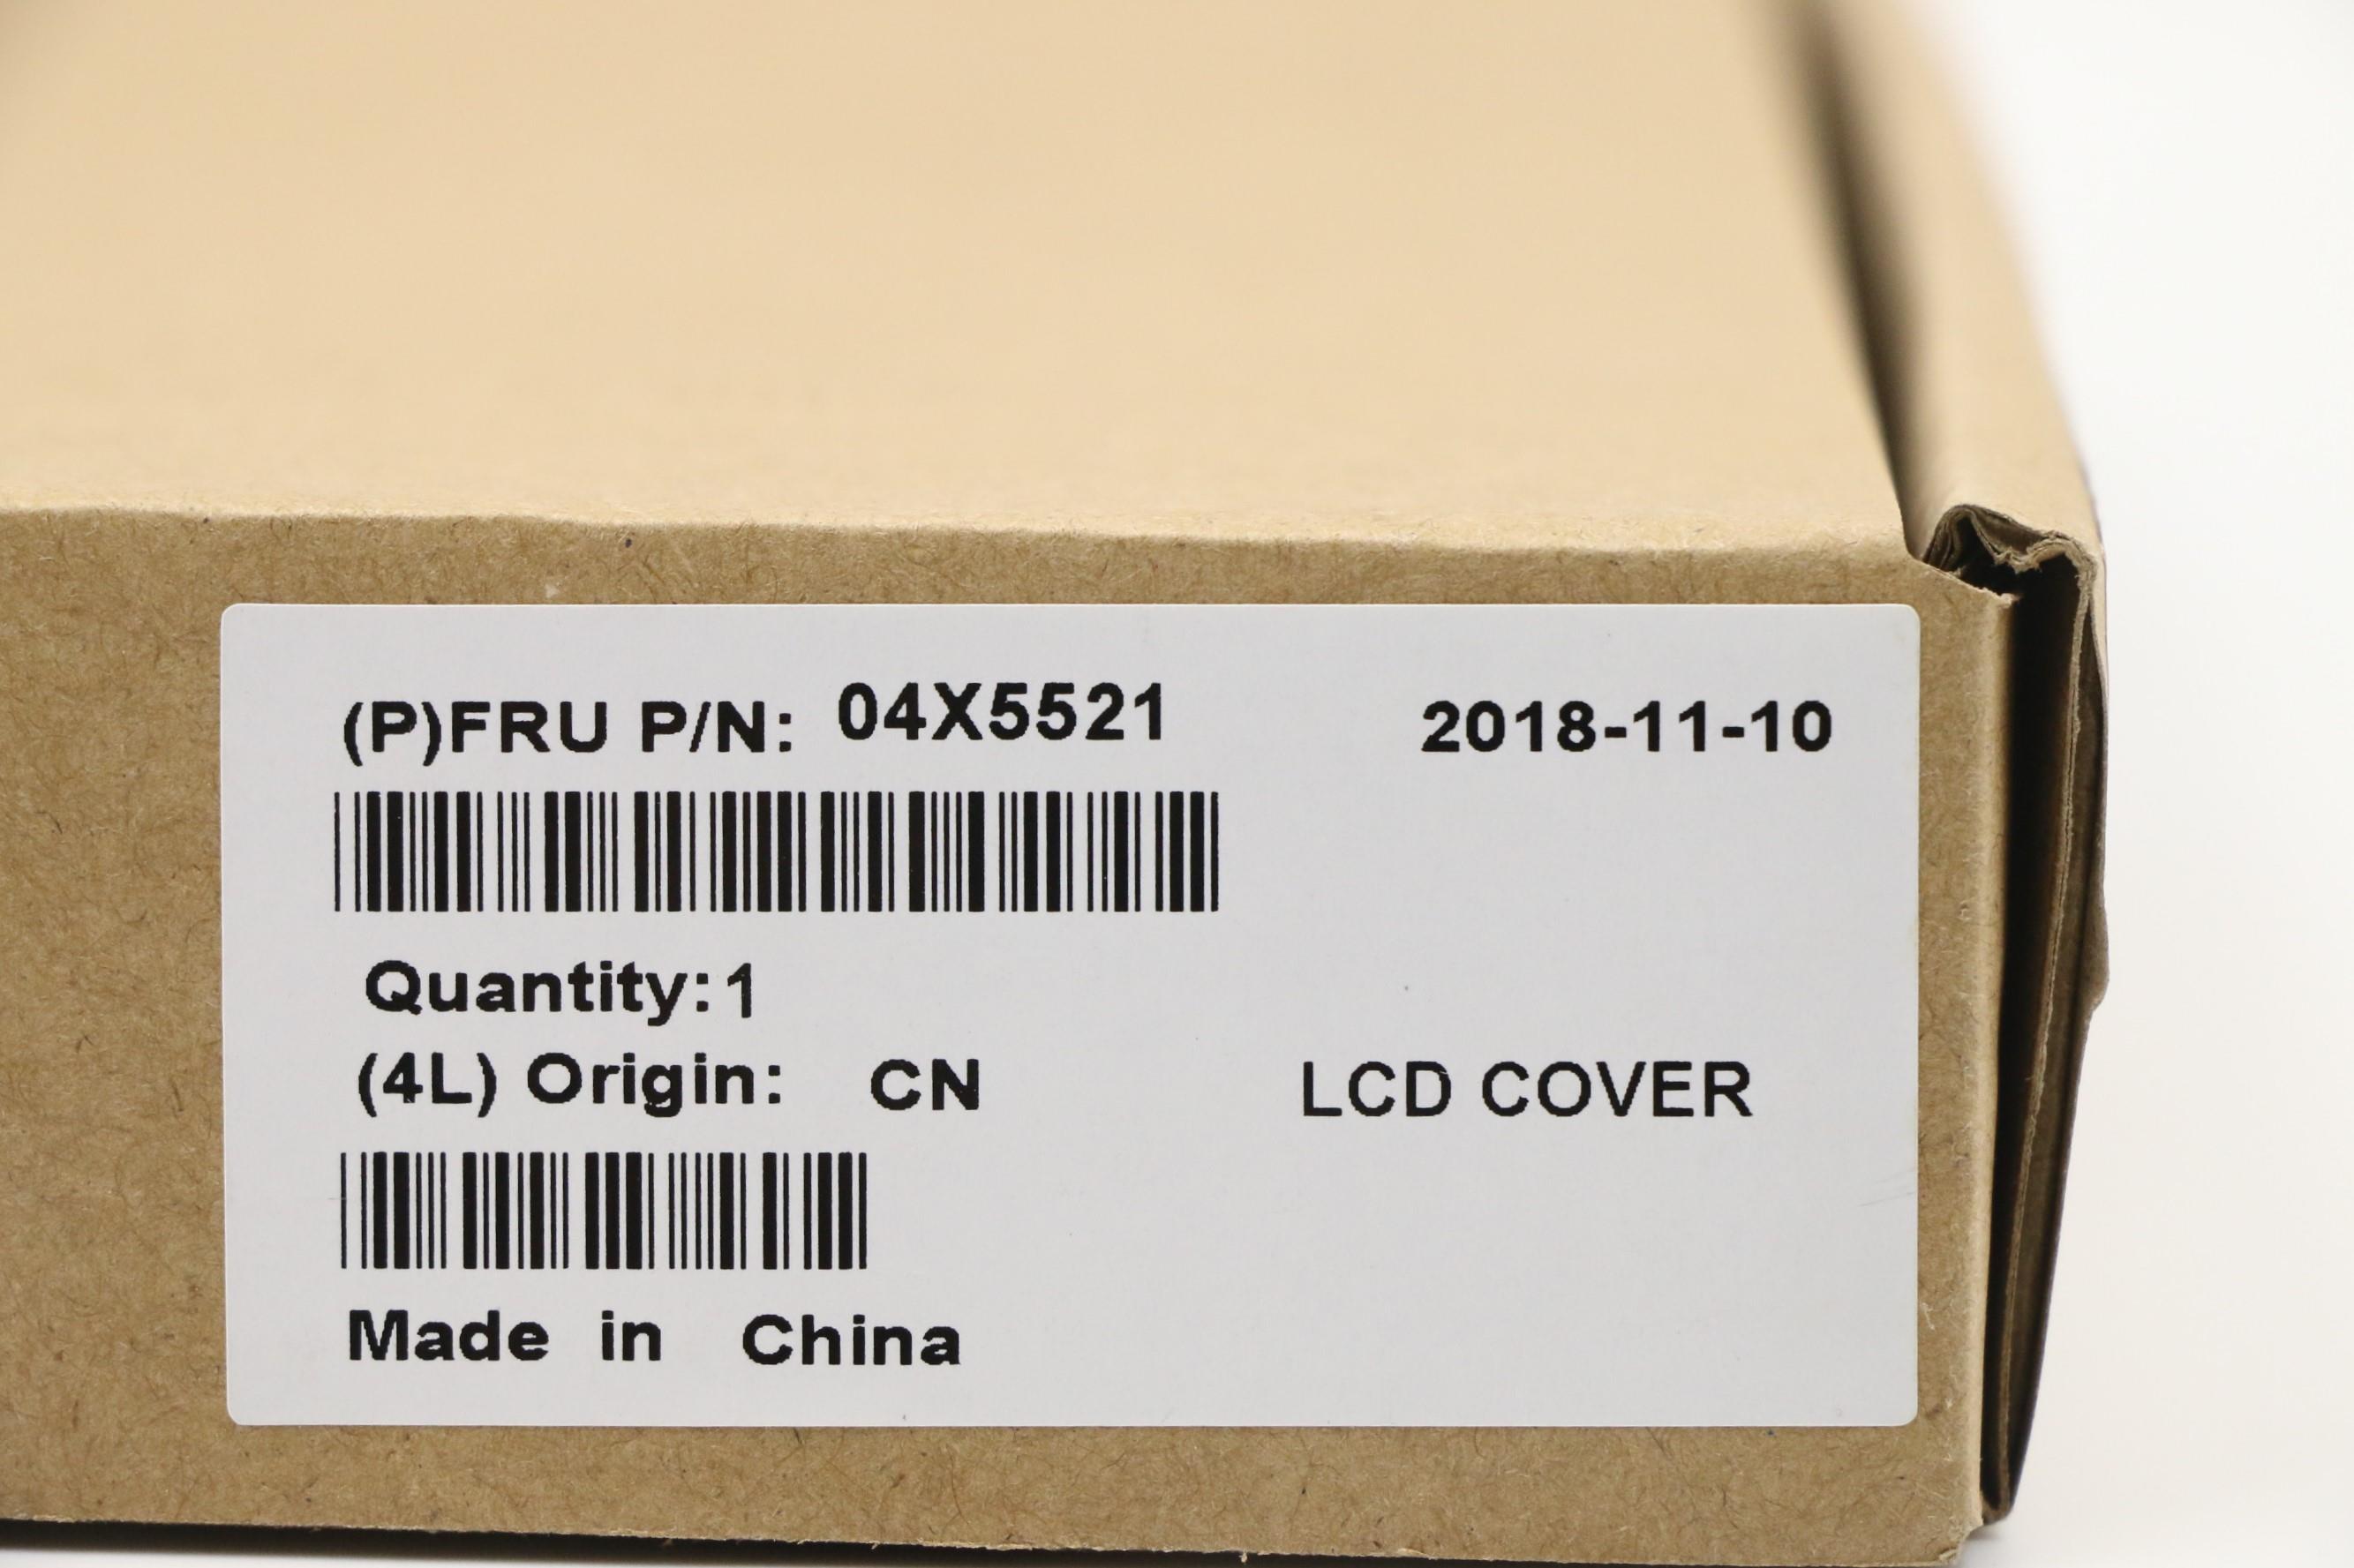 (P)FRU P/N: 04X5521 2018-11-10
Quantity:1
(4L) Origin: CN LCD COVER
Made in China